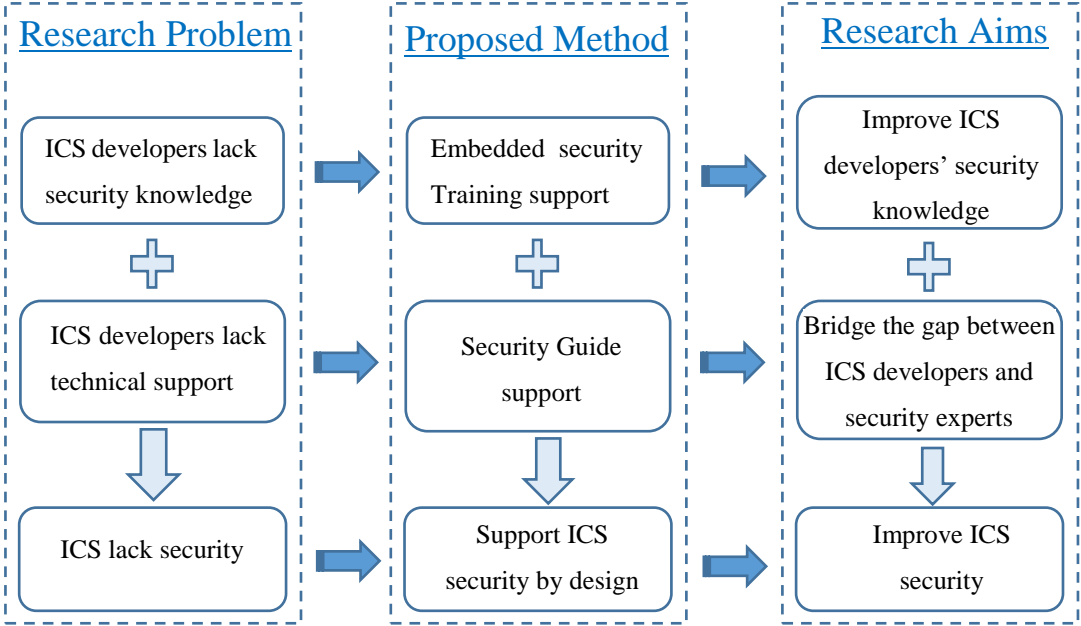 Research Problem
ICS developers lack
security knowledge
ICS developers lack
technical support
ICS lack security
Proposed Method
Embedded security
Training support
Security Guide
support
Support ICS
security by design
Research Aims
Improve ICS
developers’ security
knowledge
Bridge the gap between
ICS developers and
security experts
Improve ICS
security